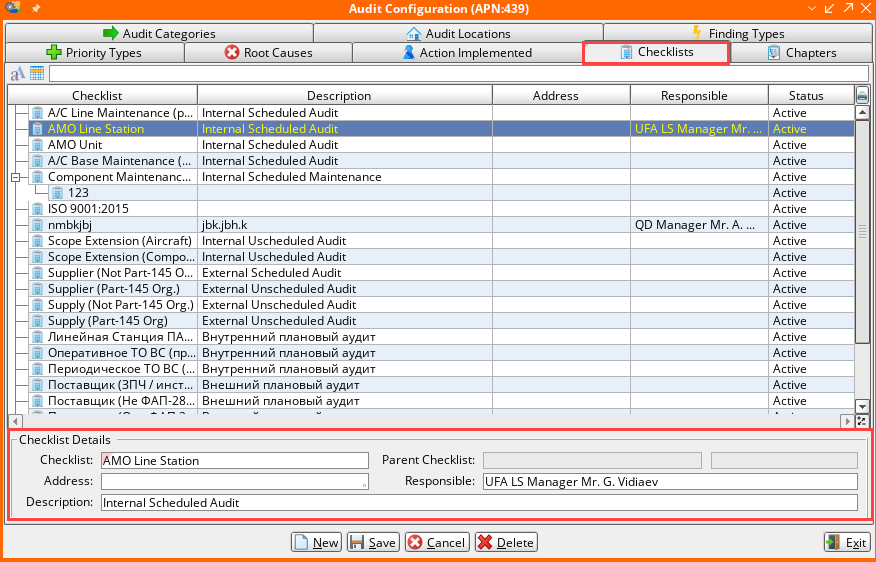 Audit Configuration (APN:439)
Audit Categories Audit Locations Finding Types
Priority Types Root Causes Action Implemented Checklists Chapters
Checklist Description Address Responsible Status
A/C Line Maintenance (p... Internal Scheduled Audit Active
AMO Line Station Internal Scheduled Audit UFA LS Manager Mr. ... Active
AMO Unit Internal Scheduled Audit Active
A/C Base Maintenance (... Internal Scheduled Audit Active
Component Maintenanc... Internal Scheduled Maintenance Active
123 Active
ISO 9001:2015 Active
nmbkjbj jbk.jbh.k QD Manager Mr. A. ... Active
Scope Extension (Aircraft) Internal Uscheduled Audit Active
Scope Extension (Compo... Internal Uscheduled Audit Active
Supplier (Not Part-145 O... External Scheduled Audit Active
Supplier (Part-145 Org.) External Unscheduled Audit Active
Supply (Not Part-145 Org.) External Unscheduled Audit Active
Supply (Part-145 Org) External Unscheduled Audit Active
Линейная Станция ПА... Внутренний плановый аудит Active
Оперативное ТО ВС (пр... Внутренний плановый аудит Active
Периодическое ТО ВС (... Внутренний плановый аудит Active
Поставщик (ЗПЧ / инст... Внешний плановый аудит Active
Поставщик (Не ФАП-28... Внешний плановый аудит Active
Checklist Details
Checklist: AMO Line Station Parent Checklist:
Address: Responsible: UFA LS Manager Mr. G. Vidiaev
Description: Internal Scheduled Audit
New Save Cancel Delete Exit